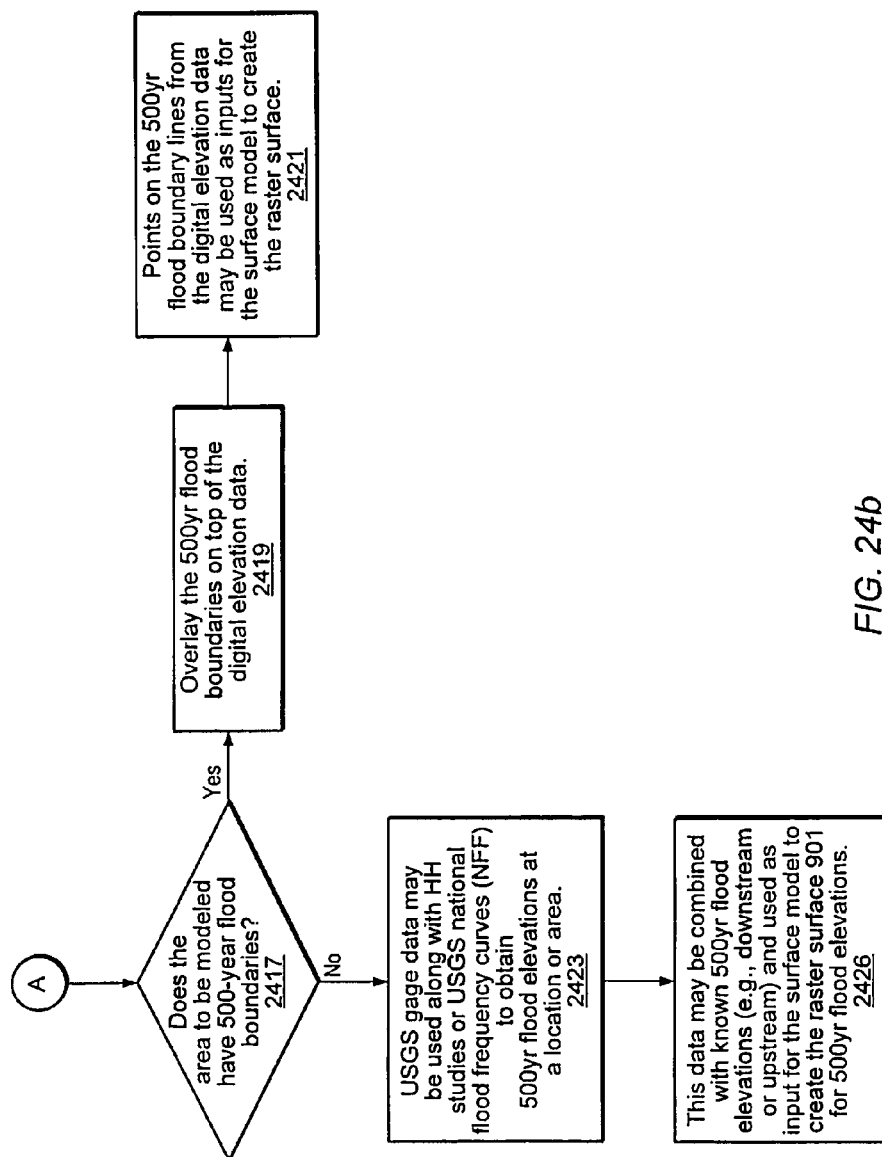 A
Does the
area to be modeled
have 500-year flood
boundaries?
2417
Yes
No
Overlay the 500yr flood
boundaries on top of the
digital elevation data.
2419
Points on the 500yr
flood boundary lines from
the digital elevation data
may be used as inputs for
the surface model to create
the raster surface.
2421
USGS gage data may
be used along with HH
studies or USGS national
flood frequency curves (NFF)
to obtain
500yr flood elevations at
a location or area.
2423
This data may be combined
with known 500yr flood
elevations (e.g., downstream
or upstream) and used as
input for the surface model to
create the raster surface 901
for 500yr flood elevations.
2426
FIG. 24b